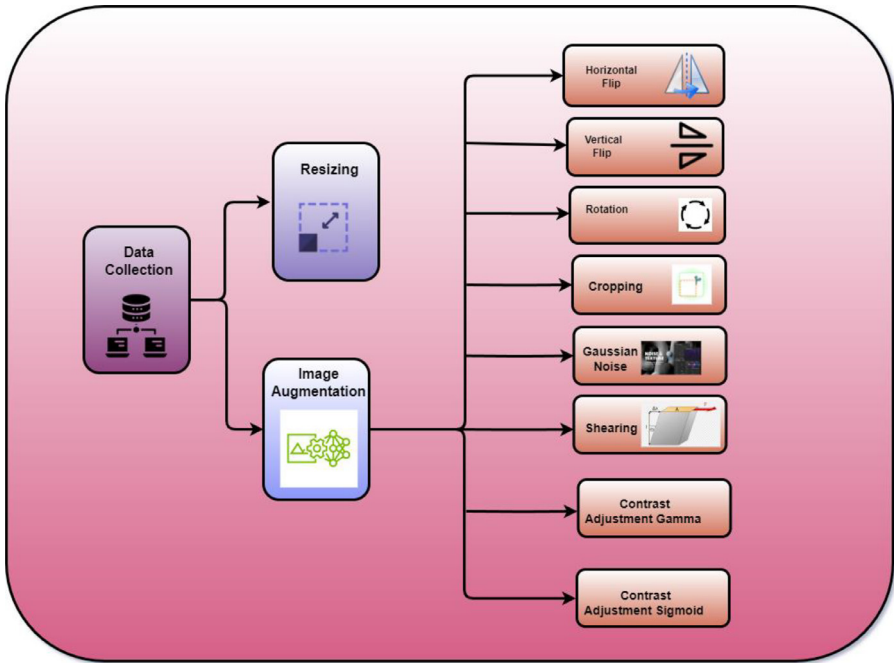 Horizontal
Flip
Vertical
Flip
Resizing
Rotation
Data
Collection
Cropping
Gaussian
Noise
Image
Augmentation
Shearing
Contrast
Adjustment Gamma
Contrast
Adjustment Sigmoid